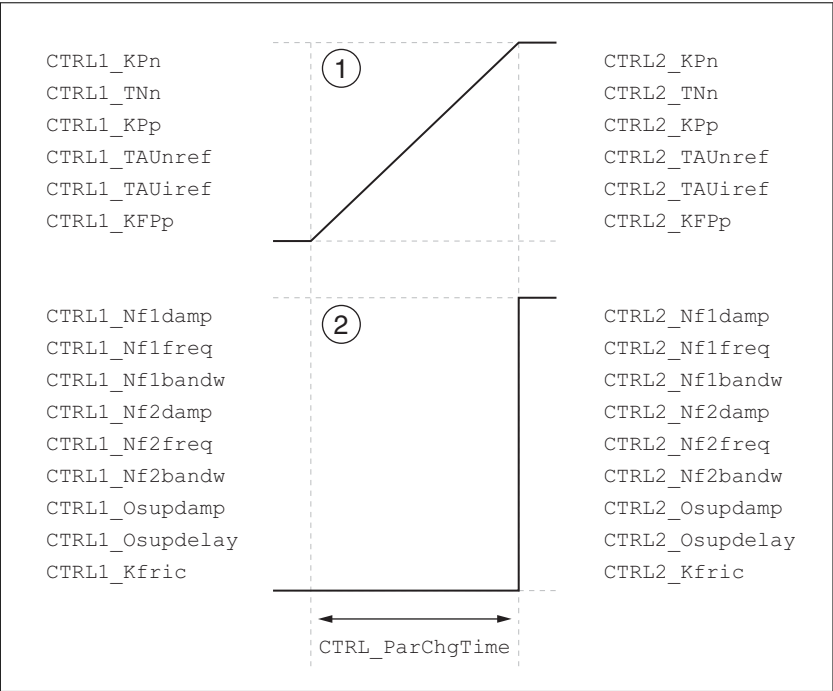 CTRL1_KPn
CTRL1_TNn
CTRL1_KPp
CTRL1_TAUnref
CTRL1_TAUiref
CTRL1_KFPp
1
CTRL2_KPn
CTRL2_TNn
CTRL2_KPp
CTRL2_TAUnref
CTRL2_TAUiref
CTRL2_KFPp
CTRL1_Nf1damp
CTRL1_Nf1freq
CTRL1_Nf1bandw
CTRL1_Nf2damp
CTRL1_Nf2freq
CTRL1_Nf2bandw
CTRL1_Osupdamp
CTRL1_Osupdelay
CTRL1_Kfric
2
CTRL2_Nf1damp
CTRL2_Nf1freq
CTRL2_Nf1bandw
CTRL2_Nf2damp
CTRL2_Nf2freq
CTRL2_Nf2bandw
CTRL2_Osupdamp
CTRL2_Osupdelay
CTRL2_Kfric
CTRL_ParChgTime